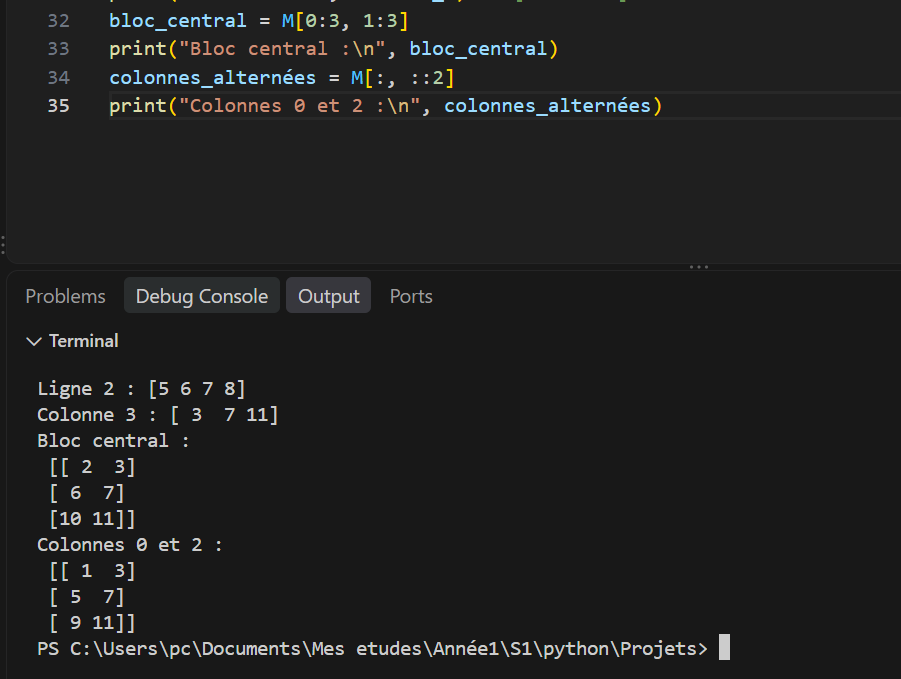 32 bloc_central = M[0:3, 1:3]
33 print("Bloc central :\n", bloc_central)
34 colonnes_alternées = M[:, ::2]
35 print("Colonnes 0 et 2 :\n", colonnes_alternées)
Problems Debug Console Output Ports
Terminal
Ligne 2 : [5 6 7 8]
Colonne 3 : [ 3  7 11]
Bloc central :
 [[ 2  3]
 [ 6  7]
 [10 11]]
Colonnes 0 et 2 :
 [[ 1  3]
 [ 5  7]
 [ 9 11]]
PS C:\Users\pc\Documents\Mes etudes\Année1\S1\python\Projets>